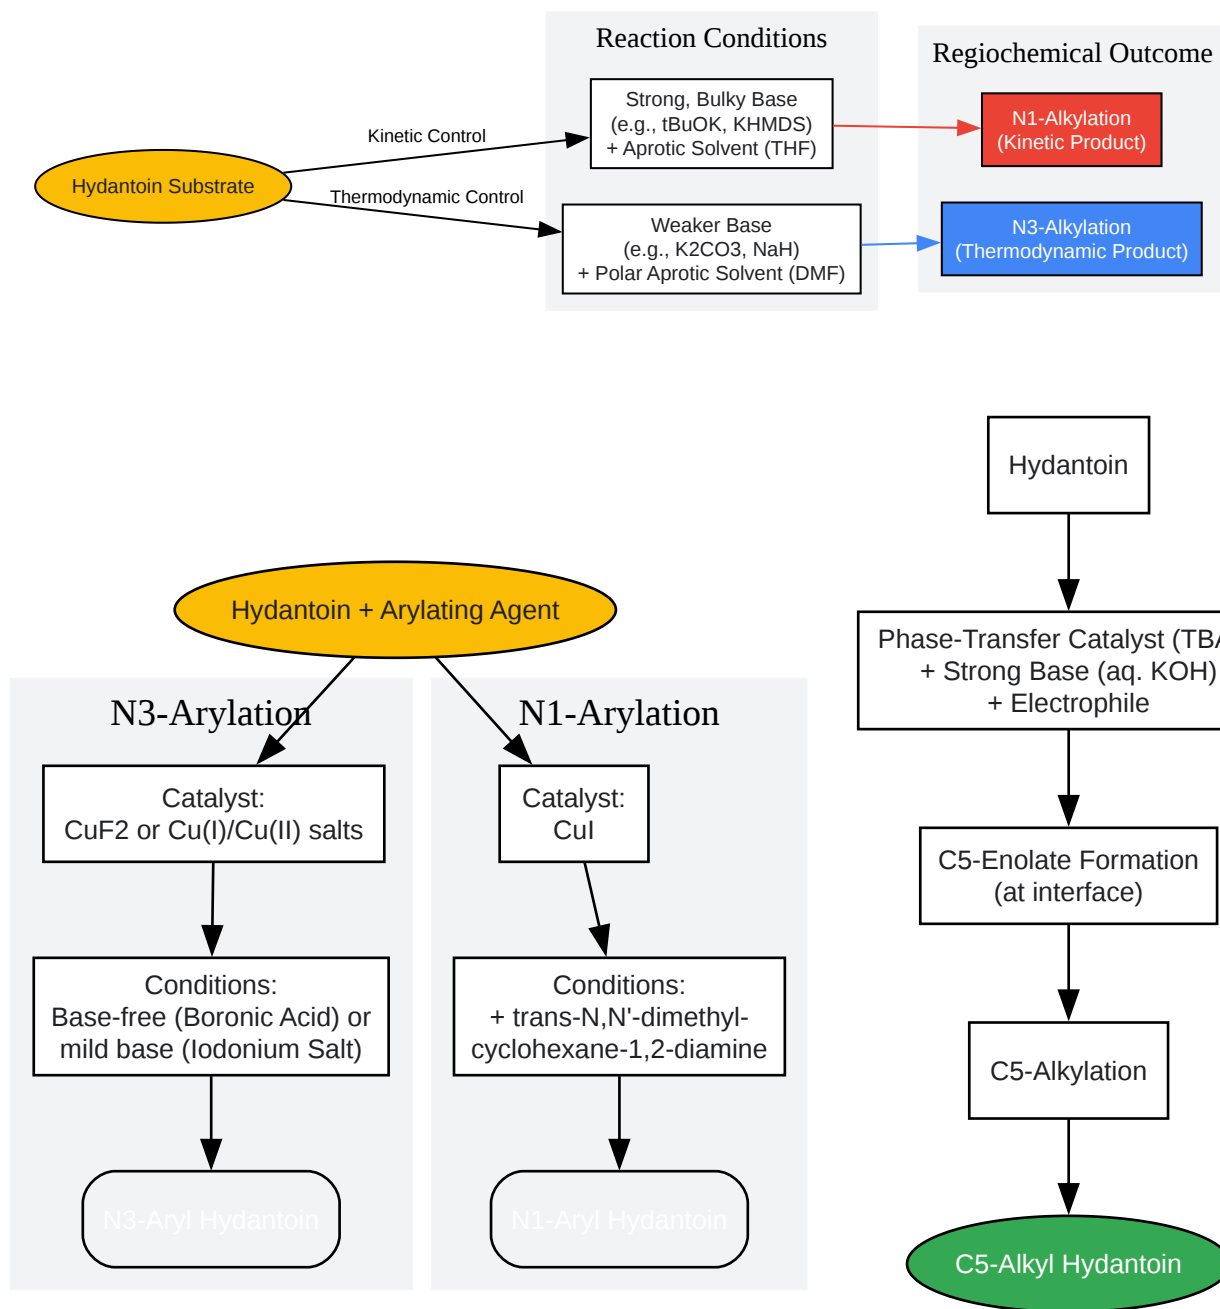 Reaction Conditions
Regiochemical Outcome
Kinetic Control
Strong, Bulky Base
(e.g., tBuOK, KHMDS)
+ Aprotic Solvent (THF)
N1-Alkylation
(Kinetic Product)
Hydantoin Substrate
Thermodynamic Control
Weaker Base
(e.g., K2CO3, NaH)
+ Polar Aprotic Solvent (DMF)
N3-Alkylation
(Thermodynamic Product)
Hydantoin + Arylating Agent
N3-Arylation
Catalyst:
CuF2 or Cu(I)/Cu(II) salts
Conditions:
Base-free (Boronic Acid) or
mild base (Iodonium Salt)
N3-Aryl Hydantoin
N1-Arylation
Catalyst:
CuI
Conditions:
+ trans-N,N'-dimethyl-
cyclohexane-1,2-diamine
N1-Aryl Hydantoin
Hydantoin
Phase-Transfer Catalyst
+ Strong Base (aq. KOH)
+ Electrophile
C5-Enolate Formation
(at interface)
C5-Alkylation
C5-Alkyl Hydantoin